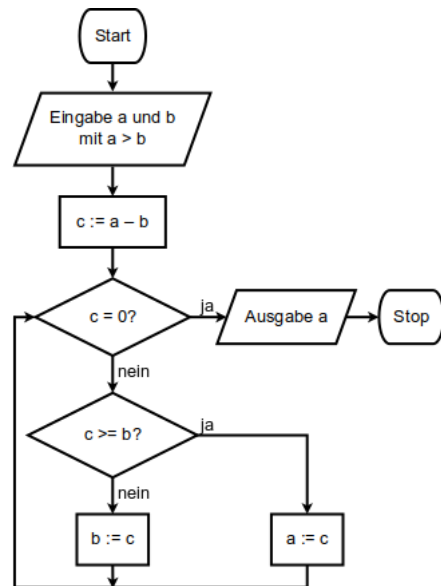 Start
Eingabe a und b
mit a > b
c := a – b
c = 0?
ja
Ausgabe a
Stop
nein
c >= b?
ja
nein
b := c
a := c